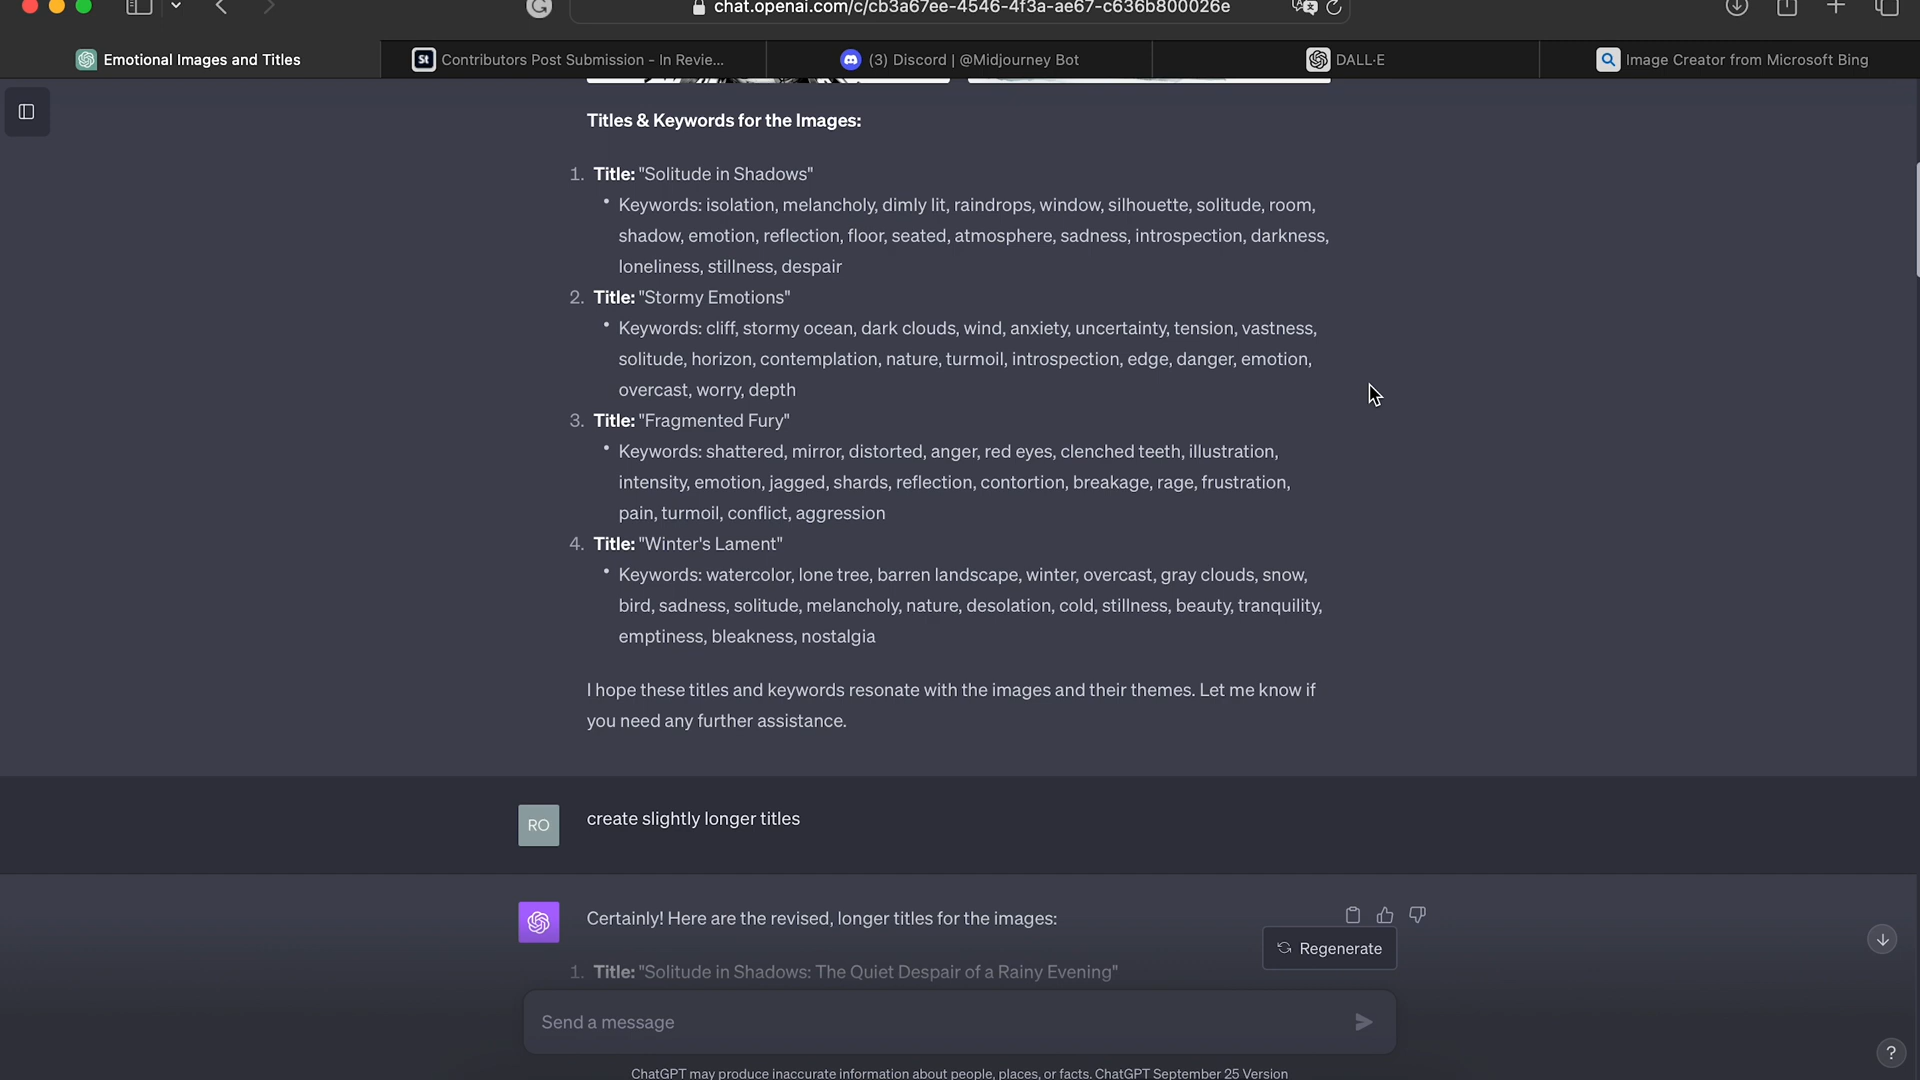 chat.openai.com/c/cb3a67ee-4546-4f3a-ae67-c636b800026e
Emotional Images and Titles
St Contributors Post Submission - In Revie...
(3) Discord | @Midjourney Bot
DALL·E
Image Creator from Microsoft Bing
Titles & Keywords for the Images:
1. Title: "Solitude in Shadows"
• Keywords: isolation, melancholy, dimly lit, raindrops, window, silhouette, solitude, room,
shadow, emotion, reflection, floor, seated, atmosphere, sadness, introspection, darkness,
loneliness, stillness, despair
2. Title: "Stormy Emotions"
• Keywords: cliff, stormy ocean, dark clouds, wind, anxiety, uncertainty, tension, vastness,
solitude, horizon, contemplation, nature, turmoil, introspection, edge, danger, emotion,
overcast, worry, depth
3. Title: "Fragmented Fury"
• Keywords: shattered, mirror, distorted, anger, red eyes, clenched teeth, illustration,
intensity, emotion, jagged, shards, reflection, contortion, breakage, rage, frustration,
pain, turmoil, conflict, aggression
4. Title: "Winter's Lament"
• Keywords: watercolor, lone tree, barren landscape, winter, overcast, gray clouds, snow,
bird, sadness, solitude, melancholy, nature, desolation, cold, stillness, beauty, tranquility,
emptiness, bleakness, nostalgia
I hope these titles and keywords resonate with the images and their themes. Let me know if
you need any further assistance.
RO
create slightly longer titles
Certainly! Here are the revised, longer titles for the images:
Regenerate
1. Title: "Solitude in Shadows: The Quiet Despair of a Rainy Evening"
Send a message
?
ChatGPT may produce inaccurate information about people, places, or facts. ChatGPT September 25 Version